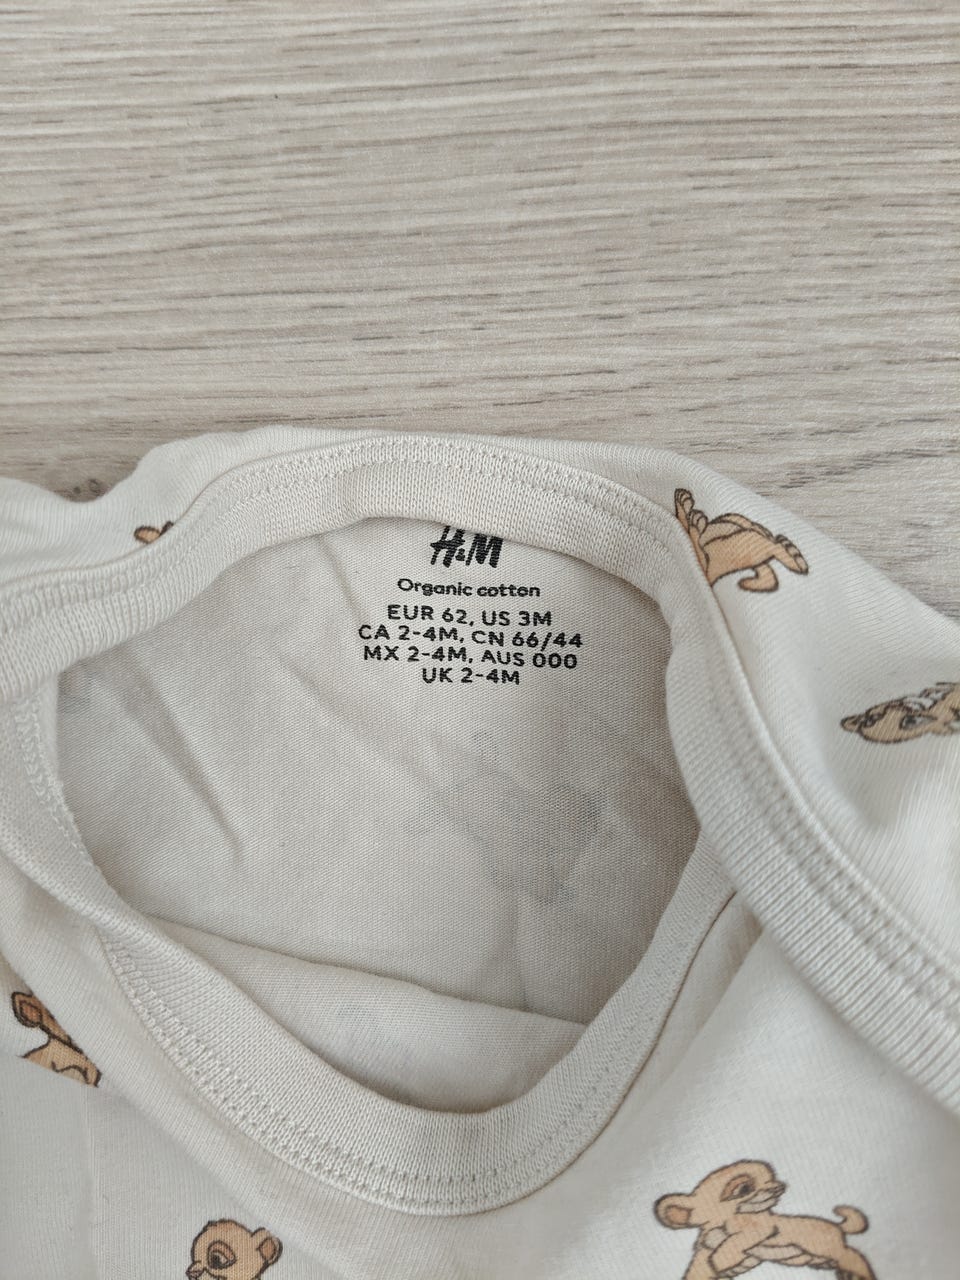 H&M
Organic cotton
EUR 62, US 3M
CA 2-4M, CN 66/44
MX 2-4M, AUS 000
UK 2-4M